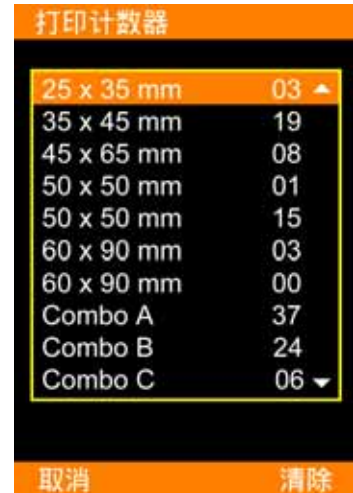 打印计数器
25 x 35 mm 03
35 x 45 mm 19
45 x 65 mm 08
50 x 50 mm 01
50 x 50 mm 15
60 x 90 mm 03
60 x 90 mm 00
Combo A 37
Combo B 24
Combo C 06
取消 清除